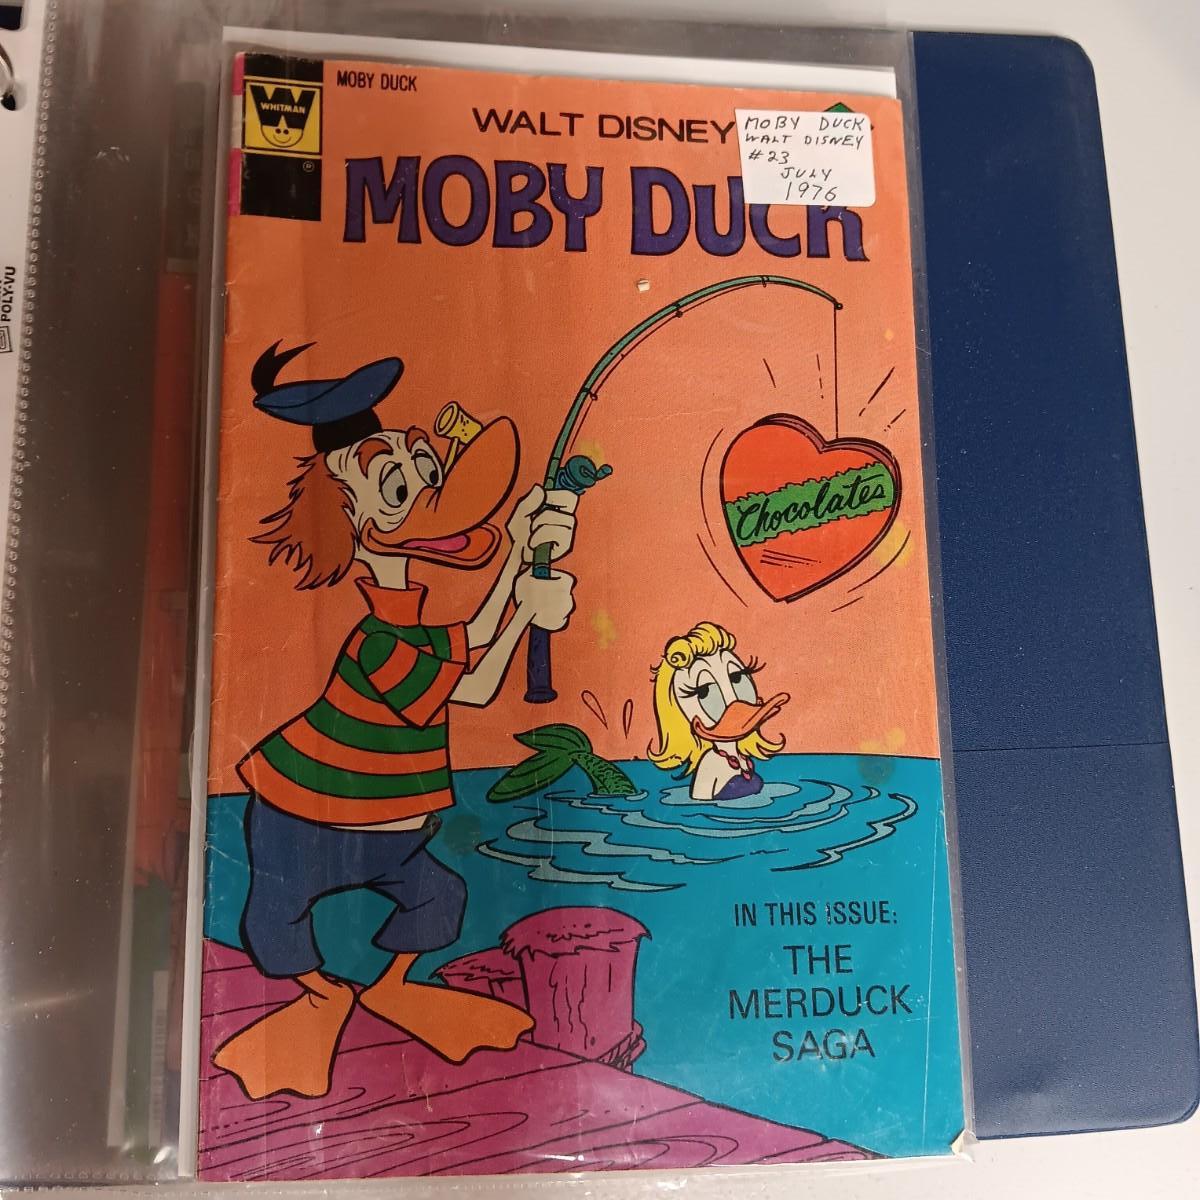 WHITMAN
W
®
MOBY DUCK
WALT DISNEY
MOBY DUCK
MOBY DUCK
WALT DISNEY
#23
JULY
1976
Chocolates
IN THIS ISSUE:
THE
MERDUCK
SAGA
POLY-VU